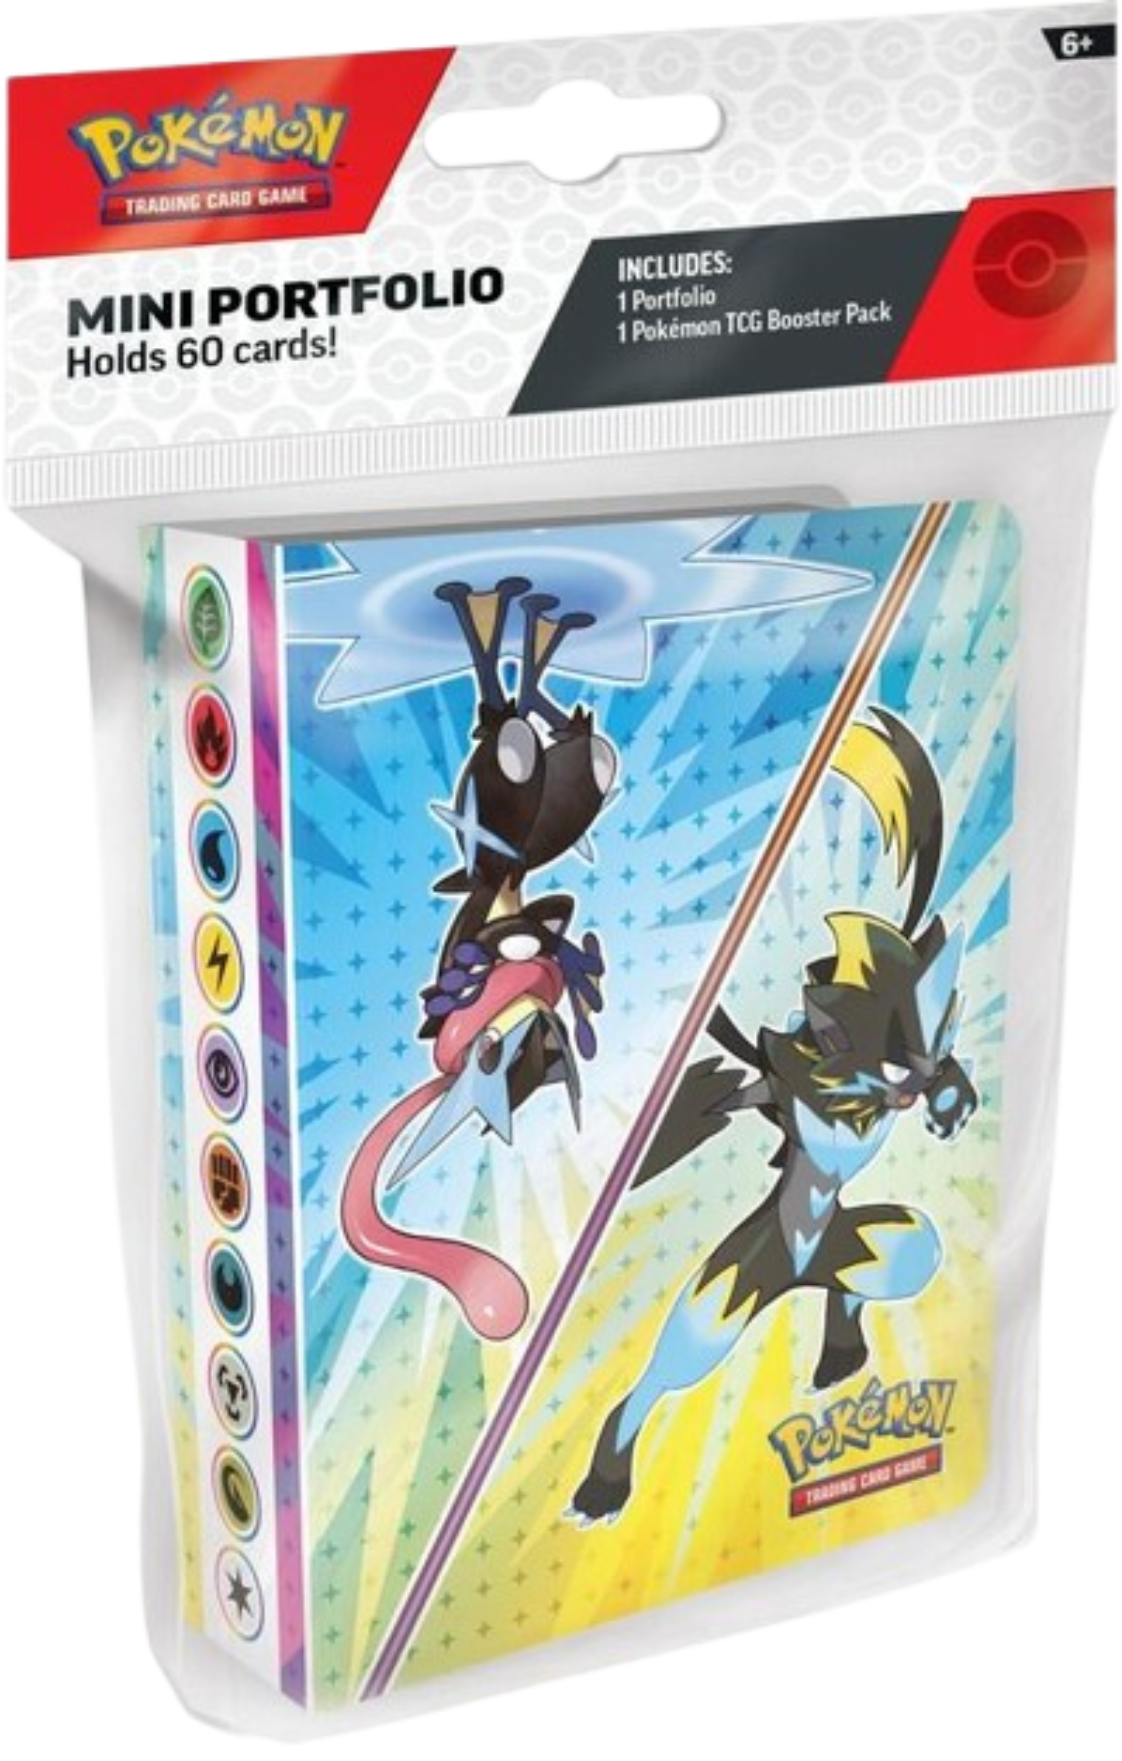 6+
POKéMON
TRADING CARD GAME
MINI PORTFOLIO
Holds 60 cards!
INCLUDES:
1 Portfolio
1 Pokémon TCG Booster Pack
POKéMON
TRADING CARD GAME